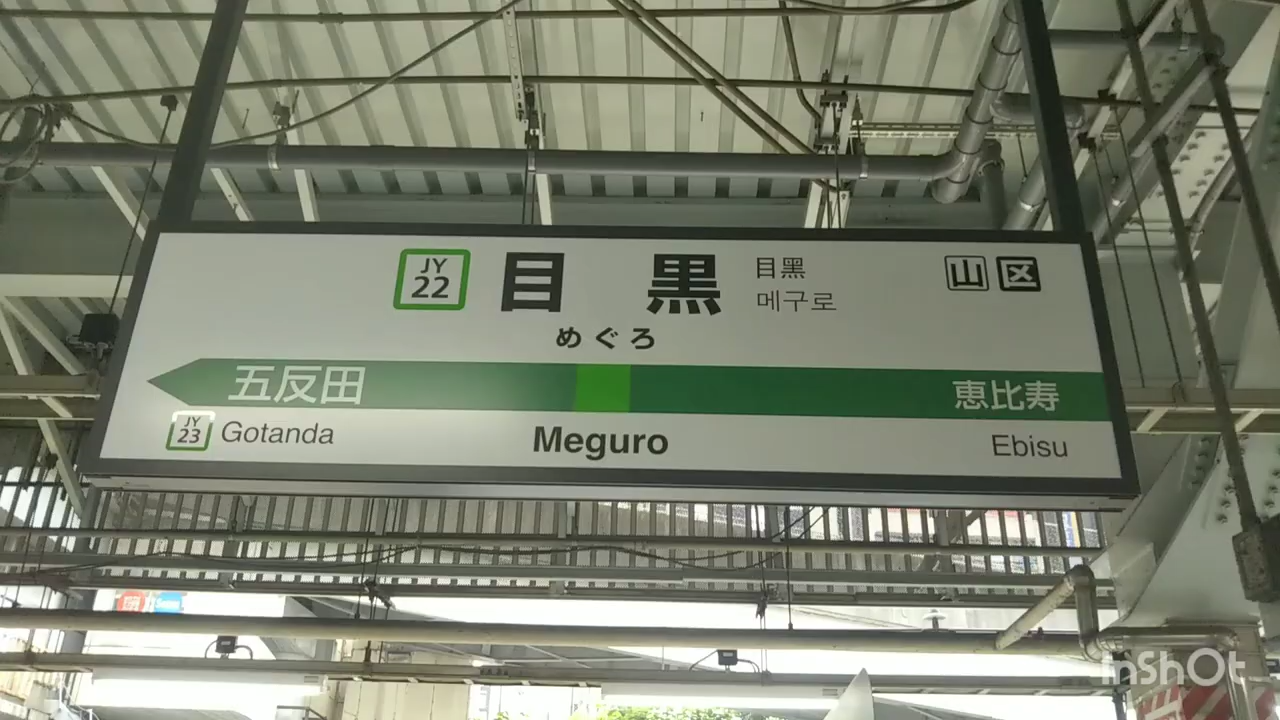 JY
22
目黒
目黑
메구로
山 区
めぐろ
五反田
恵比寿
JY
23
Gotanda
Meguro
Ebisu
InShOt